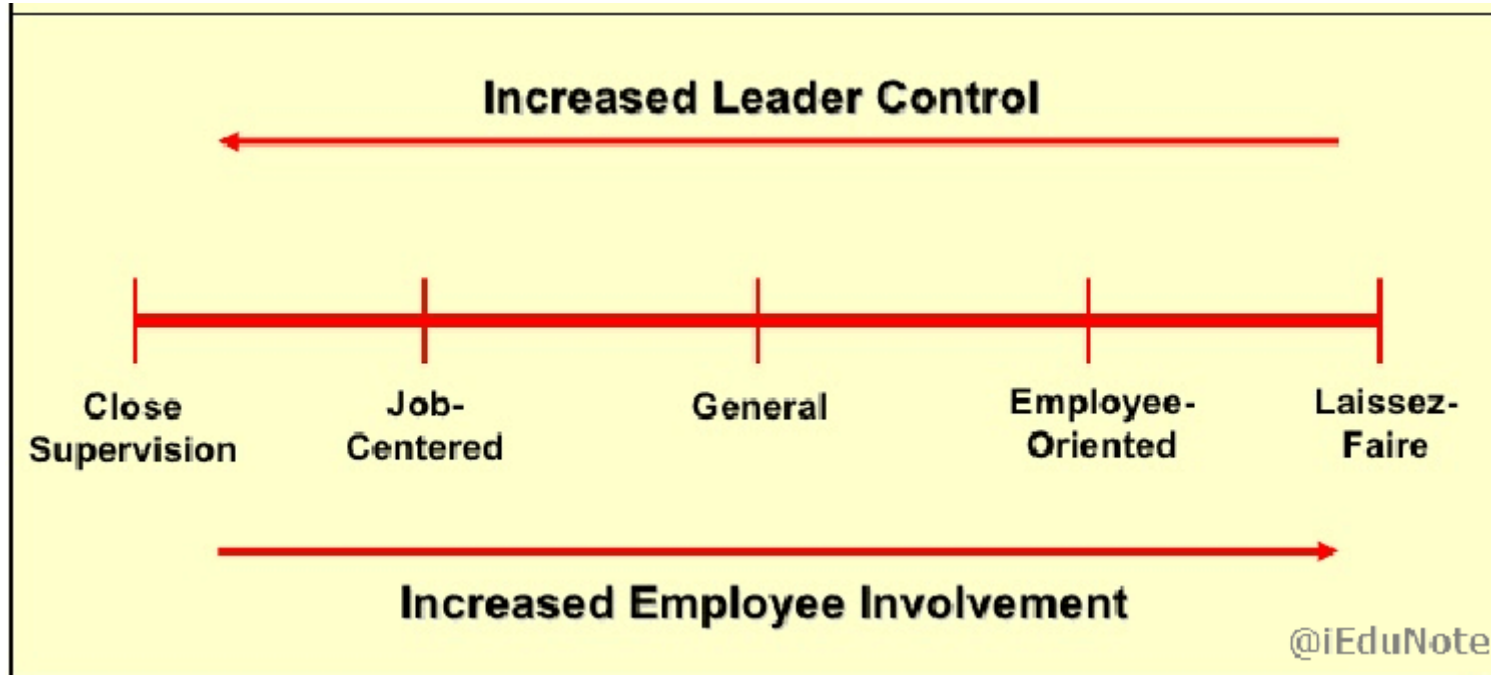 Increased Leader Control
Close
Supervision
Job-
Centered
General
Employee-
Oriented
Laissez-
Faire
Increased Employee Involvement
@iEduNote